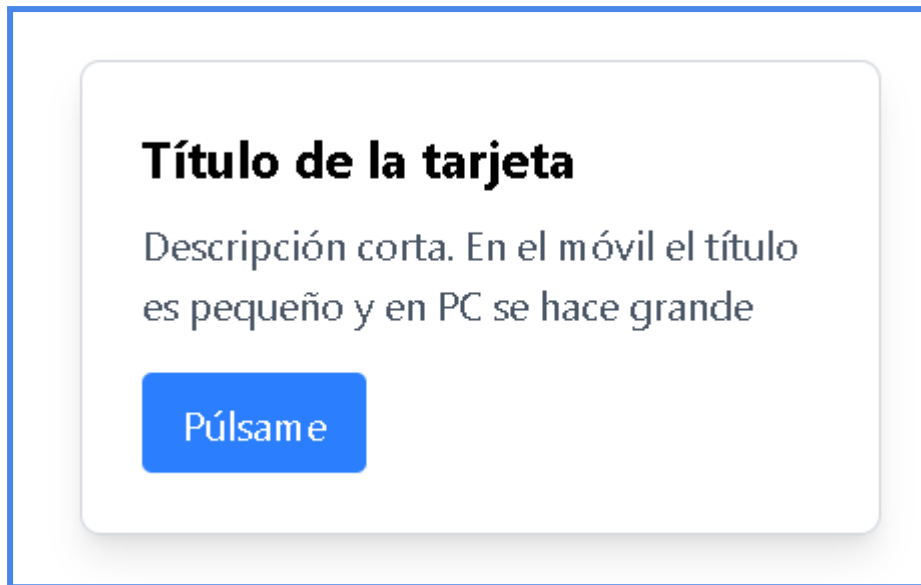 Título de la tarjeta
Descripción corta. En el móvil el título
es pequeño y en PC se hace grande
Púlsame